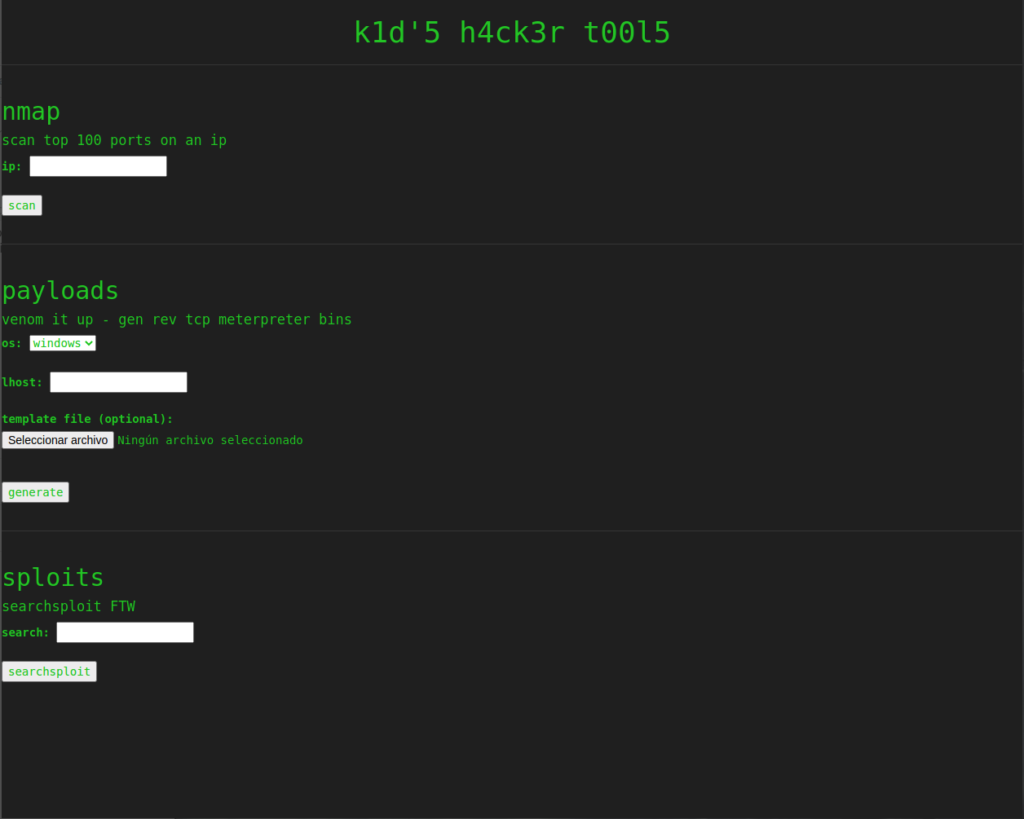 k1d'5 h4ck3r t00l5
nmap
scan top 100 ports on an ip
ip:
scan
payloads
venom it up - gen rev tcp meterpreter bins
os: windows
lhost:
template file (optional):
Seleccionar archivo Ningún archivo seleccionado
generate
sploits
searchsploit FTW
search:
searchsploit